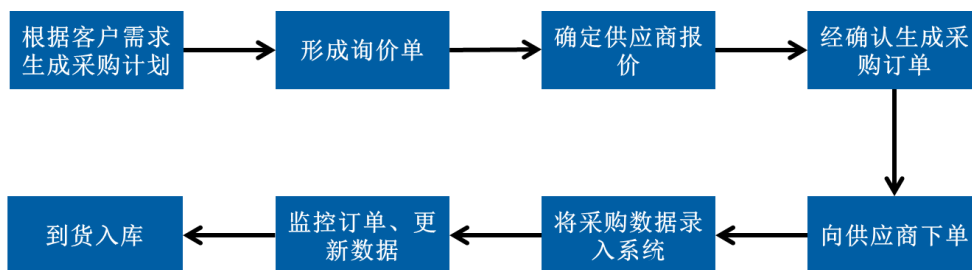 根据客户需求
生成采购计划
形成询价单
确定供应商报
价
经确认生成采
购订单
向供应商下单
将采购数据录
入系统
监控订单、更
新数据
到货入库